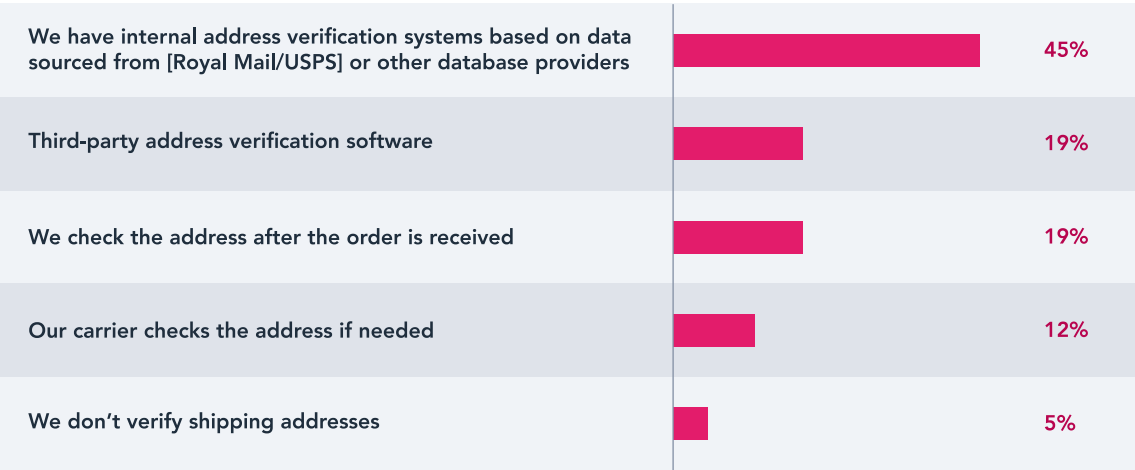 We have internal address verification systems based on data
sourced from [Royal Mail/USPS] or other database providers
45%
Third-party address verification software
19%
We check the address after the order is received
19%
Our carrier checks the address if needed
12%
We don’t verify shipping addresses
5%